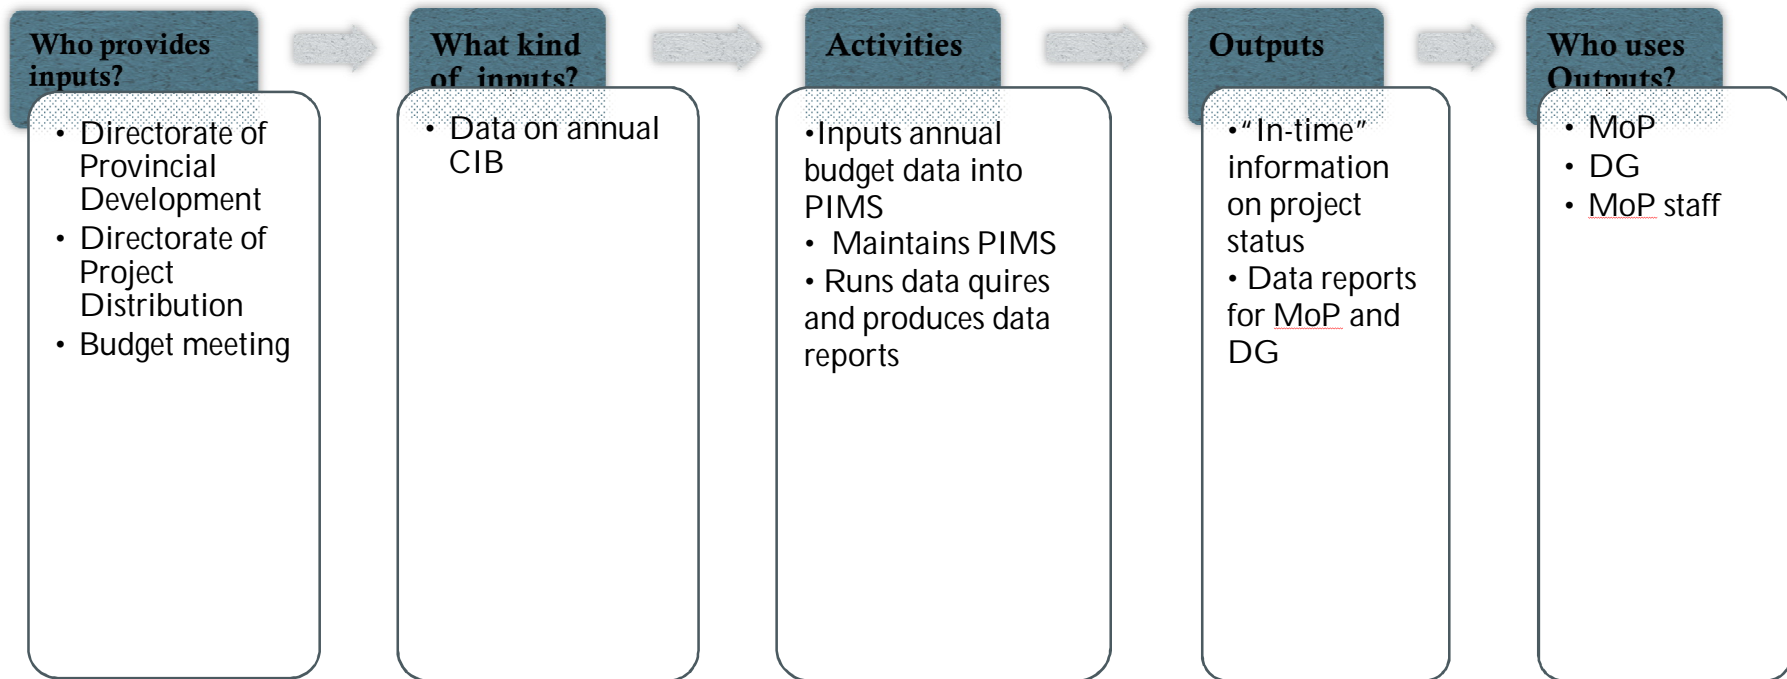 Who provides
inputs?
• Directorate of
Provincial
Development
• Directorate of
Project
Distribution
• Budget meeting
What kind
of inputs?
• Data on annual
CIB
Activities
•Inputs annual
budget data into
PIMS
• Maintains PIMS
• Runs data quires
and produces data
reports
Outputs
•“In-time”
information
on project
status
• Data reports
for MoP and
DG
Who uses
Outputs?
• MoP
• DG
• MoP staff